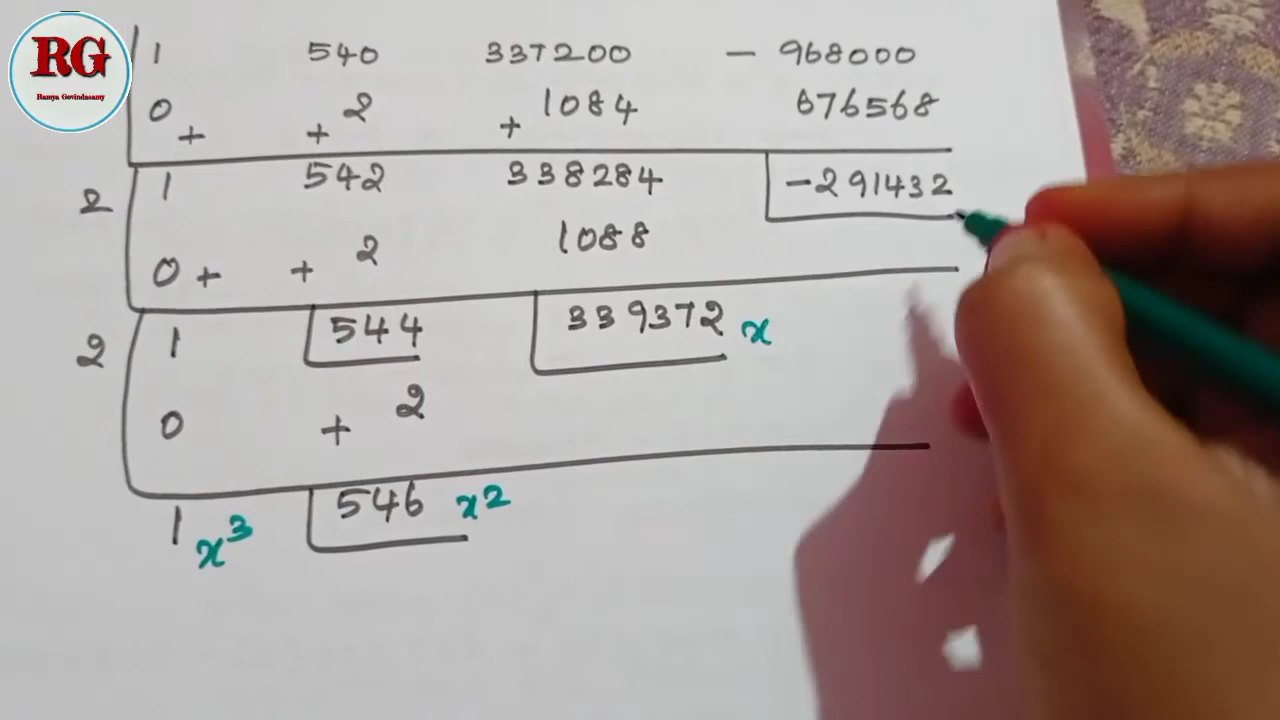 RG
Ramya Govindasamy
1 540 337200 - 968000
0 + + 2 + 1084 676568
2 1 542 338284 -291432
0 + + 2 1088
2 1 544 339372 x
0 + 2
1 x³ 546 x²